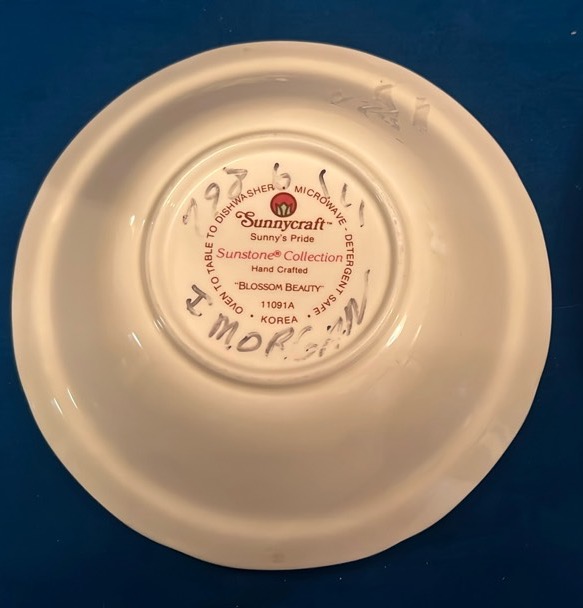 OVEN TO TABLE TO DISHWASHER · MICROWAVE · DETERGENT SAFE ·
Sunnycraft™
Sunny's Pride
Sunstone® Collection
Hand Crafted
"BLOSSOM BEAUTY"
11091A
· KOREA ·
I MORGAN